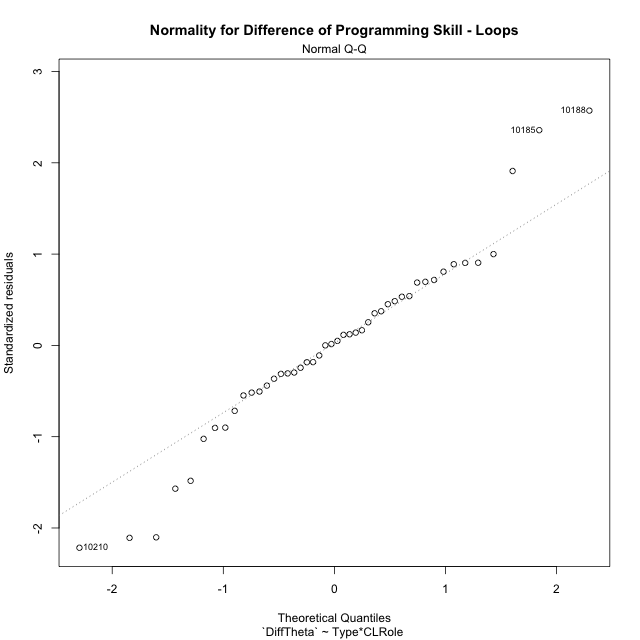 Normality for Difference of Programming Skill - Loops
Normal Q-Q
3
2
1
0
-1
-2
Standardized residuals
10188
10185
10210
-2 -1 0 1 2
Theoretical Quantiles
`DiffTheta` ~ Type*CLRole